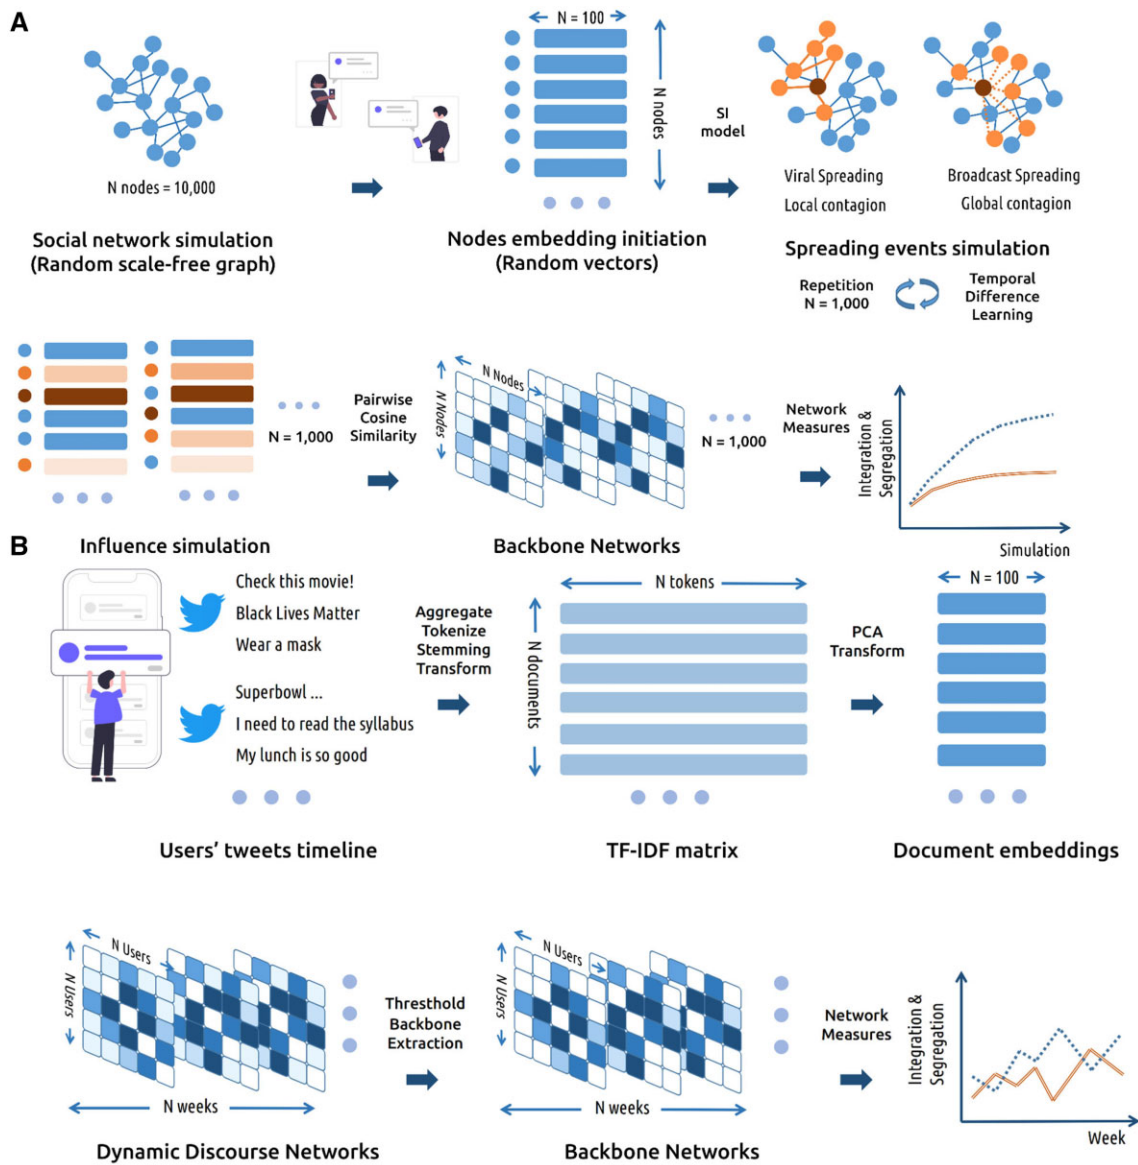 A
N nodes = 10,000
Social network simulation
(Random scale-free graph)
N = 100
N nodes
Nodes embedding initiation
(Random vectors)
SI
model
Viral Spreading
Local contagion
Broadcast Spreading
Global contagion
Spreading events simulation
Repetition
N = 1,000
Temporal
Difference
Learning
N = 1,000
Influence simulation
Pairwise
Cosine
Similarity
N Nodes
N Nodes
N = 1,000
Backbone Networks
Network
Measures
Integration &
Segregation
Simulation
B
Check this movie!
Black Lives Matter
Wear a mask
Superbowl ...
I need to read the syllabus
My lunch is so good
Users' tweets timeline
Aggregate
Tokenize
Stemming
Transform
N tokens
N documents
TF-IDF matrix
PCA
Transform
N = 100
Document embeddings
N Users
N Users
N weeks
Dynamic Discourse Networks
Thresthold
Backbone
Extraction
N Users
N Users
N weeks
Backbone Networks
Network
Measures
Integration &
Segregation
Week